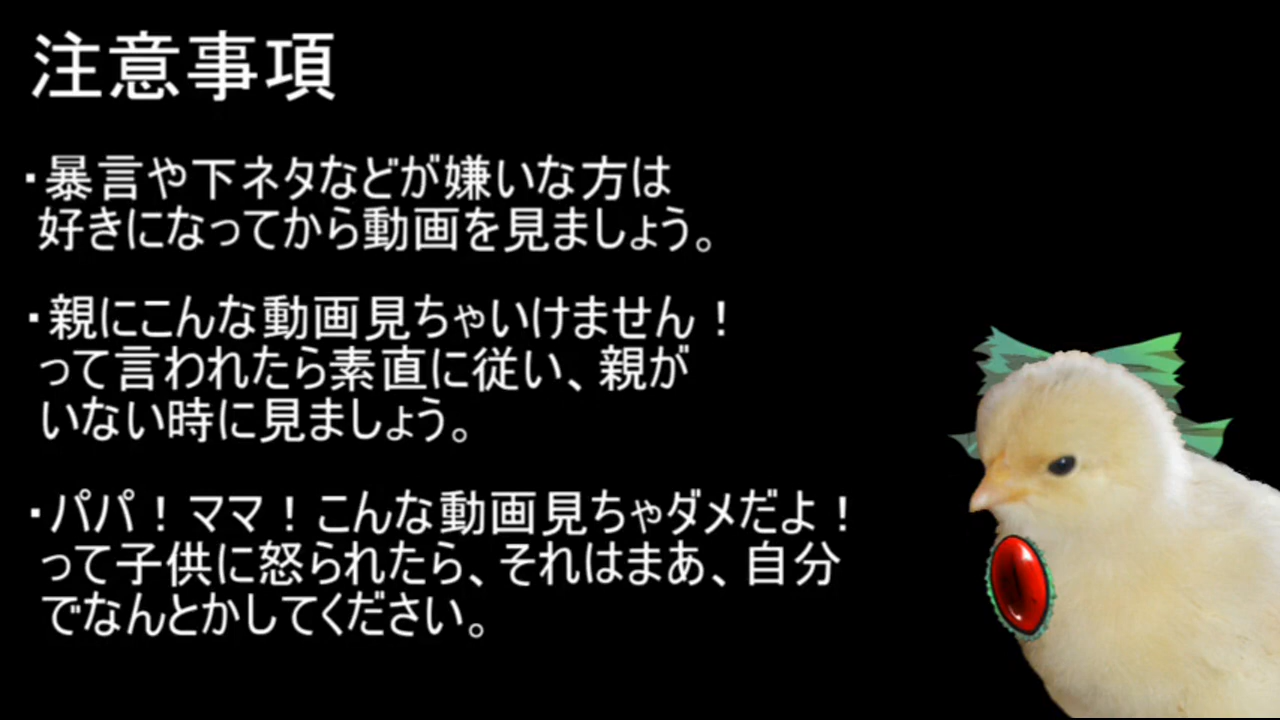 注意事項
・暴言や下ネタなどが嫌いな方は
好きになってから動画を見ましょう。
・親にこんな動画見ちゃいけません！
って言われたら素直に従い、親が
いない時に見ましょう。
・パパ！ママ！こんな動画見ちゃダメだよ！
って子供に怒られたら、それはまあ、自分
でなんとかしてください。